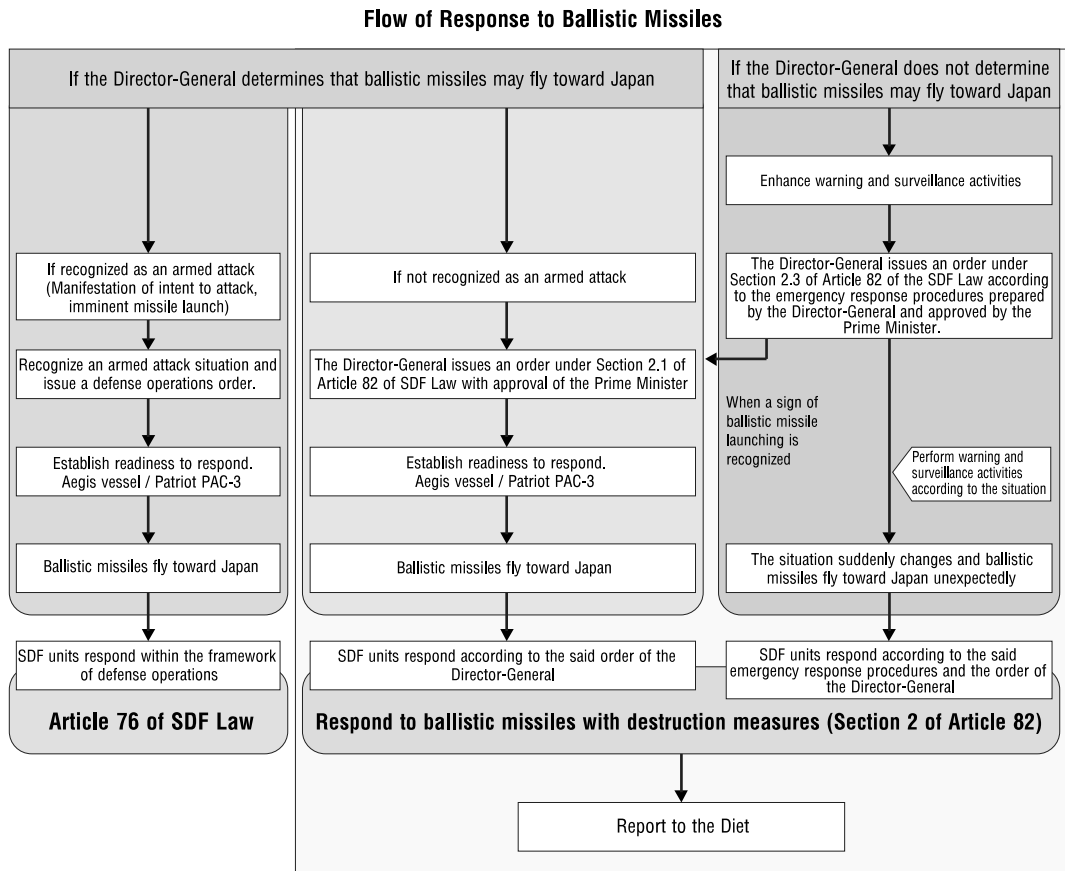 Flow of Response to Ballistic Missiles
If the Director-General determines that ballistic missiles may fly toward Japan
If recognized as an armed attack
(Manifestation of intent to attack,
imminent missile launch)
Recognize an armed attack situation and
issue a defense operations order.
Establish readiness to respond.
Aegis vessel / Patriot PAC-3
Ballistic missiles fly toward Japan
SDF units respond within the framework
of defense operations
Article 76 of SDF Law
If not recognized as an armed attack
The Director-General issues an order under Section 2.1 of
Article 82 of SDF Law with approval of the Prime Minister
Establish readiness to respond.
Aegis vessel / Patriot PAC-3
Ballistic missiles fly toward Japan
SDF units respond according to the said order of the
Director-General
If the Director-General does not determine
that ballistic missiles may fly toward Japan
Enhance warning and surveillance activities
The Director-General issues an order under
Section 2.3 of Article 82 of the SDF Law according
to the emergency response procedures prepared
by the Director-General and approved by the
Prime Minister.
When a sign of
ballistic missile
launching is
recognized
Perform warning and
surveillance activities
according to the situation
The situation suddenly changes and ballistic
missiles fly toward Japan unexpectedly
SDF units respond according to the said
emergency response procedures and the order of
the Director-General
Respond to ballistic missiles with destruction measures (Section 2 of Article 82)
Report to the Diet